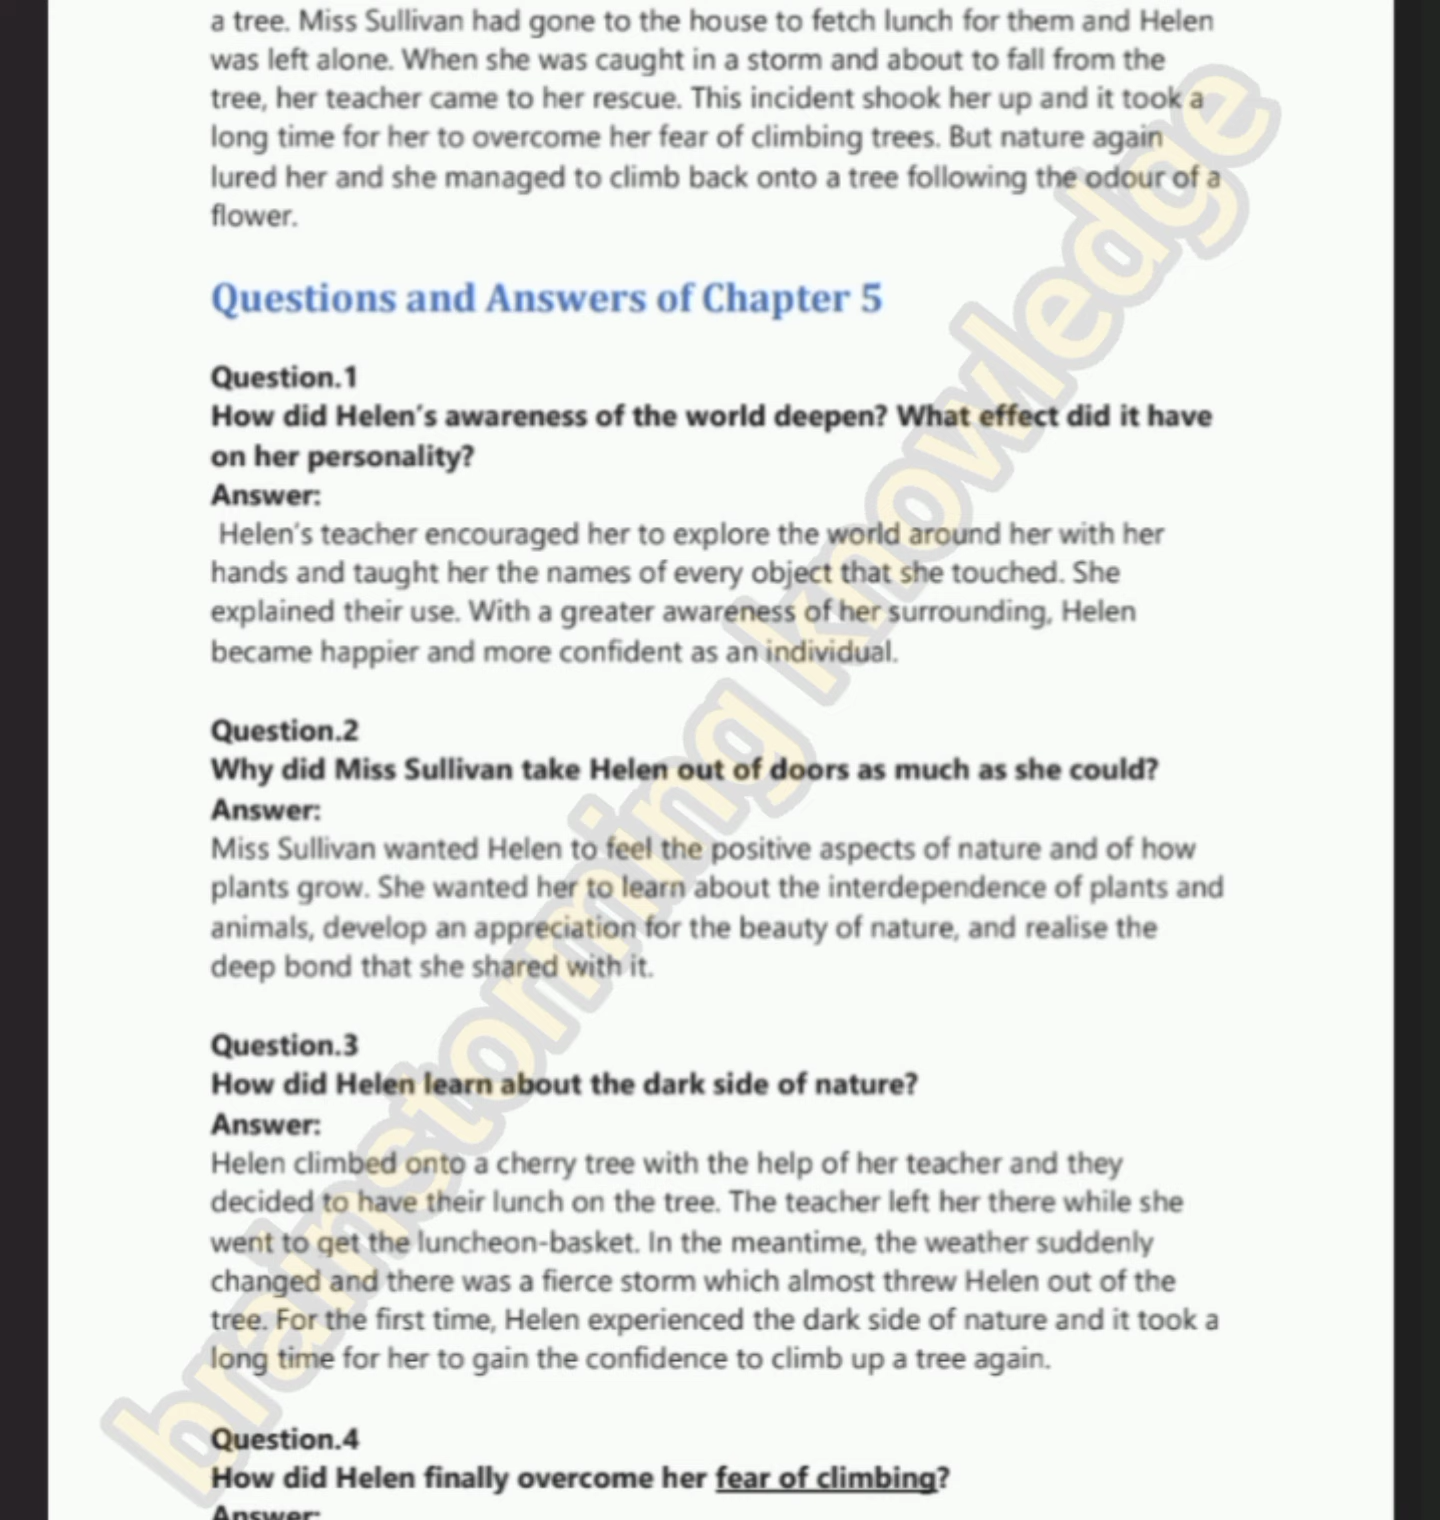 a tree. Miss Sullivan had gone to the house to fetch lunch for them and Helen
was left alone. When she was caught in a storm and about to fall from the
tree, her teacher came to her rescue. This incident shook her up and it took a
long time for her to overcome her fear of climbing trees. But nature again
lured her and she managed to climb back onto a tree following the odour of a
flower.
Questions and Answers of Chapter 5
Question.1
How did Helen's awareness of the world deepen? What effect did it have
on her personality?
Answer:
Helen's teacher encouraged her to explore the world around her with her
hands and taught her the names of every object that she touched. She
explained their use. With a greater awareness of her surrounding, Helen
became happier and more confident as an individual.
Question.2
Why did Miss Sullivan take Helen out of doors as much as she could?
Answer:
Miss Sullivan wanted Helen to feel the positive aspects of nature and of how
plants grow. She wanted her to learn about the interdependence of plants and
animals, develop an appreciation for the beauty of nature, and realise the
deep bond that she shared with it.
Question.3
How did Helen learn about the dark side of nature?
Answer:
Helen climbed onto a cherry tree with the help of her teacher and they
decided to have their lunch on the tree. The teacher left her there while she
went to get the luncheon-basket. In the meantime, the weather suddenly
changed and there was a fierce storm which almost threw Helen out of the
tree. For the first time, Helen experienced the dark side of nature and it took a
long time for her to gain the confidence to climb up a tree again.
Question.4
How did Helen finally overcome her fear of climbing?
Answer:
brainstorming knowledge